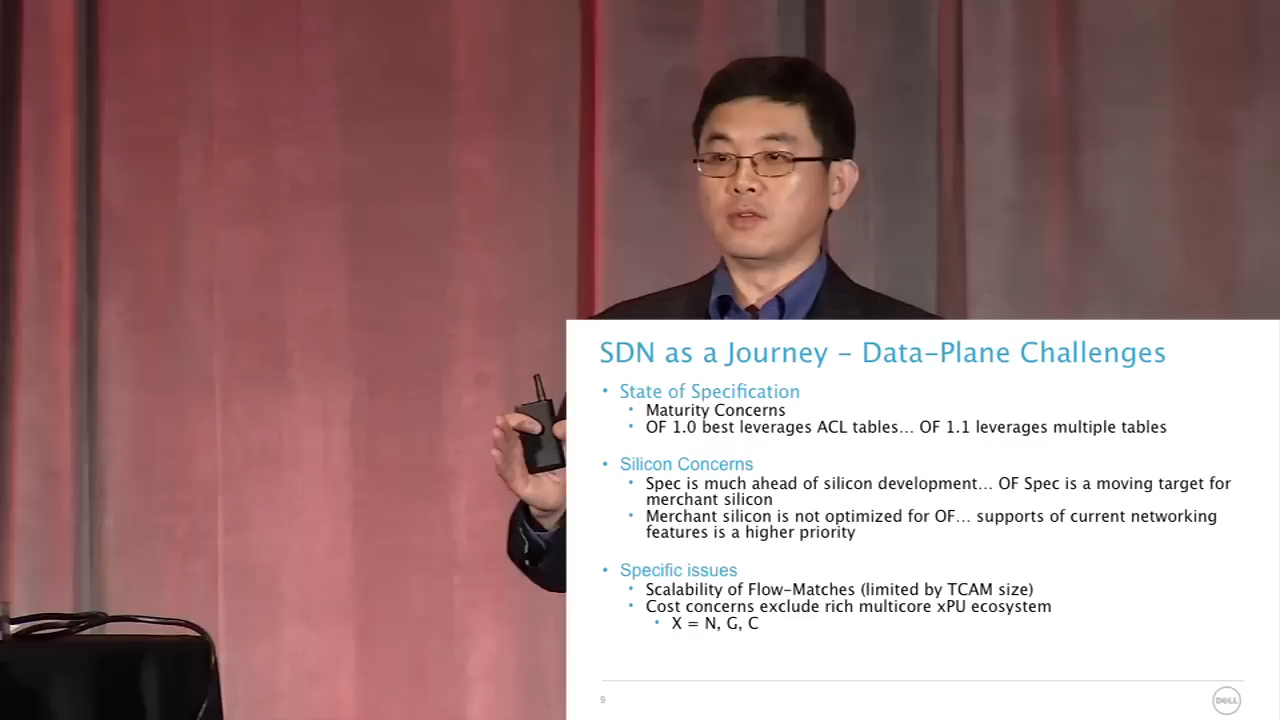 SDN as a Journey – Data-Plane Challenges
• State of Specification
• Maturity Concerns
• OF 1.0 best leverages ACL tables... OF 1.1 leverages multiple tables
• Silicon Concerns
• Spec is much ahead of silicon development... OF Spec is a moving target for
merchant silicon
• Merchant silicon is not optimized for OF... supports of current networking
features is a higher priority
• Specific issues
• Scalability of Flow-Matches (limited by TCAM size)
• Cost concerns exclude rich multicore xPU ecosystem
• X = N, G, C
9
DELL